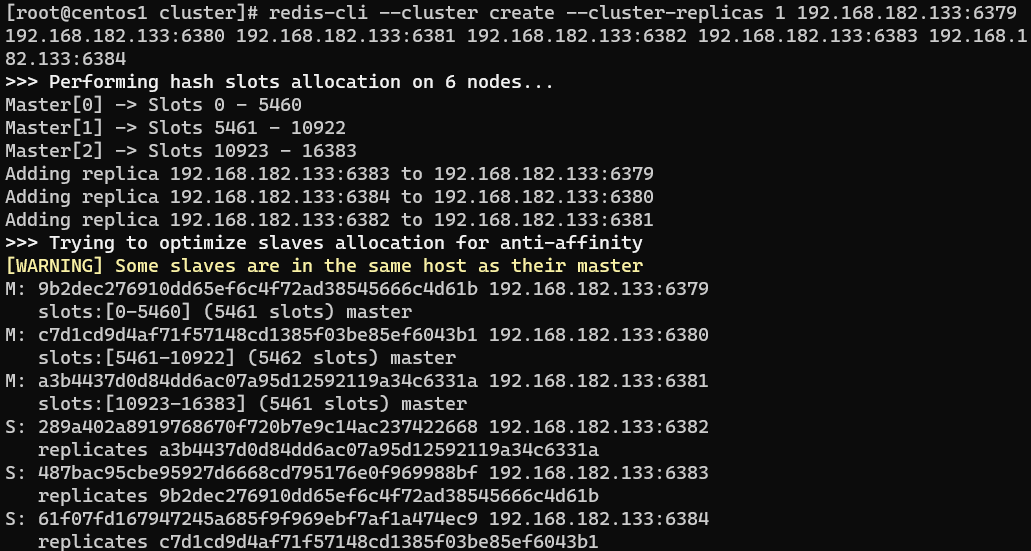 [root@centos1 cluster]# redis-cli --cluster create --cluster-replicas 1 192.168.182.133:6379
192.168.182.133:6380 192.168.182.133:6381 192.168.182.133:6382 192.168.182.133:6383 192.168.1
82.133:6384
>>> Performing hash slots allocation on 6 nodes...
Master[0] -> Slots 0 - 5460
Master[1] -> Slots 5461 - 10922
Master[2] -> Slots 10923 - 16383
Adding replica 192.168.182.133:6383 to 192.168.182.133:6379
Adding replica 192.168.182.133:6384 to 192.168.182.133:6380
Adding replica 192.168.182.133:6382 to 192.168.182.133:6381
>>> Trying to optimize slaves allocation for anti-affinity
[WARNING] Some slaves are in the same host as their master
M: 9b2dec276910dd65ef6c4f72ad38545666c4d61b 192.168.182.133:6379
   slots:[0-5460] (5461 slots) master
M: c7d1cd9d4af71f57148cd1385f03be85ef6043b1 192.168.182.133:6380
   slots:[5461-10922] (5462 slots) master
M: a3b4437d0d84dd6ac07a95d12592119a34c6331a 192.168.182.133:6381
   slots:[10923-16383] (5461 slots) master
S: 289a402a8919768670f720b7e9c14ac237422668 192.168.182.133:6382
   replicates a3b4437d0d84dd6ac07a95d12592119a34c6331a
S: 487bac95cbe95927d6668cd795176e0f969988bf 192.168.182.133:6383
   replicates 9b2dec276910dd65ef6c4f72ad38545666c4d61b
S: 61f07fd167947245a685f9f969ebf7af1a474ec9 192.168.182.133:6384
   replicates c7d1cd9d4af71f57148cd1385f03be85ef6043b1